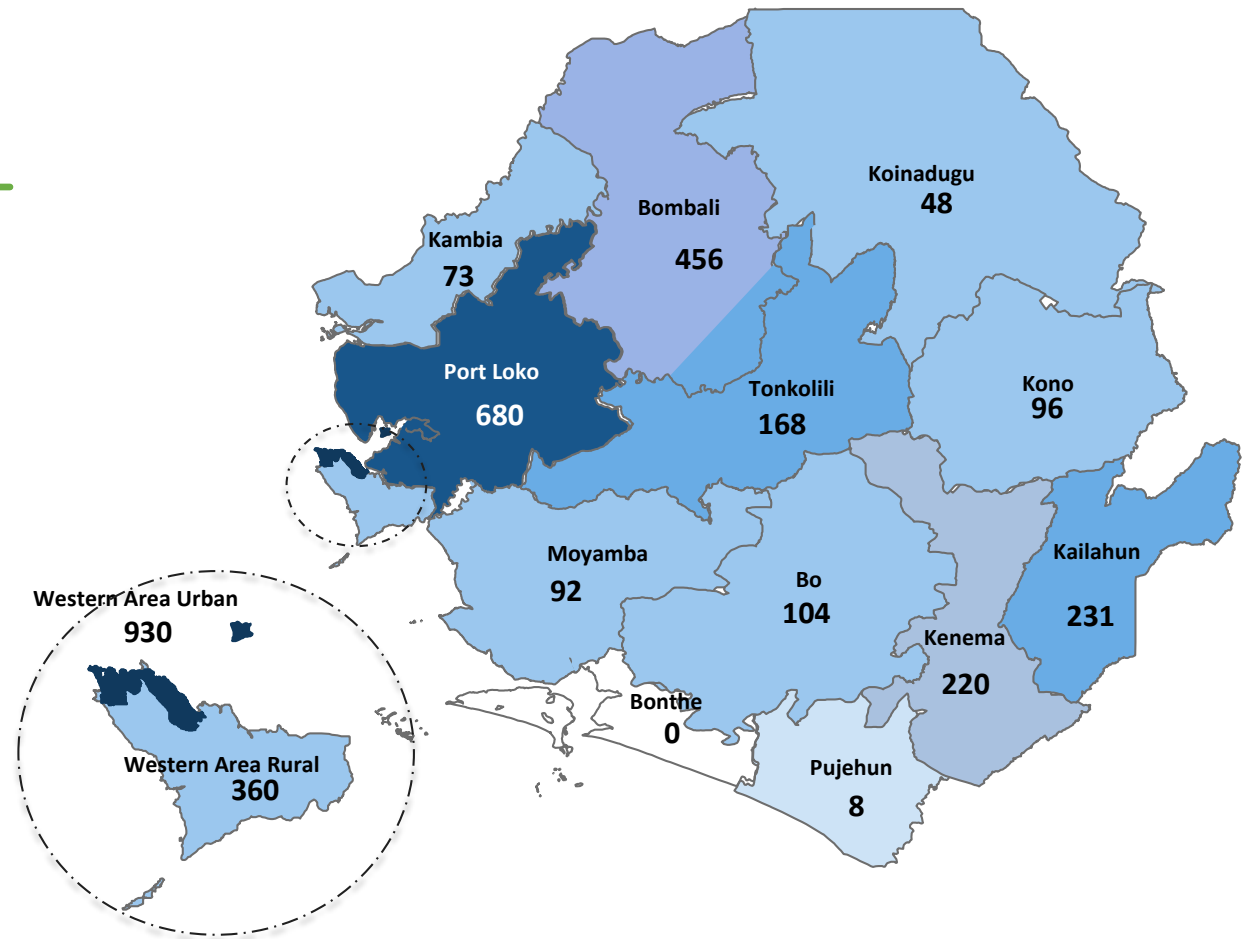 Koinadugu
48
Bombali
456
Kambia
73
Port Loko
680
Tonkolili
168
Kono
96
Moyamba
92
Bo
104
Kailahun
231
Kenema
220
Western Area Urban
930
Bonthe
0
Western Area Rural
360
Pujehun
8